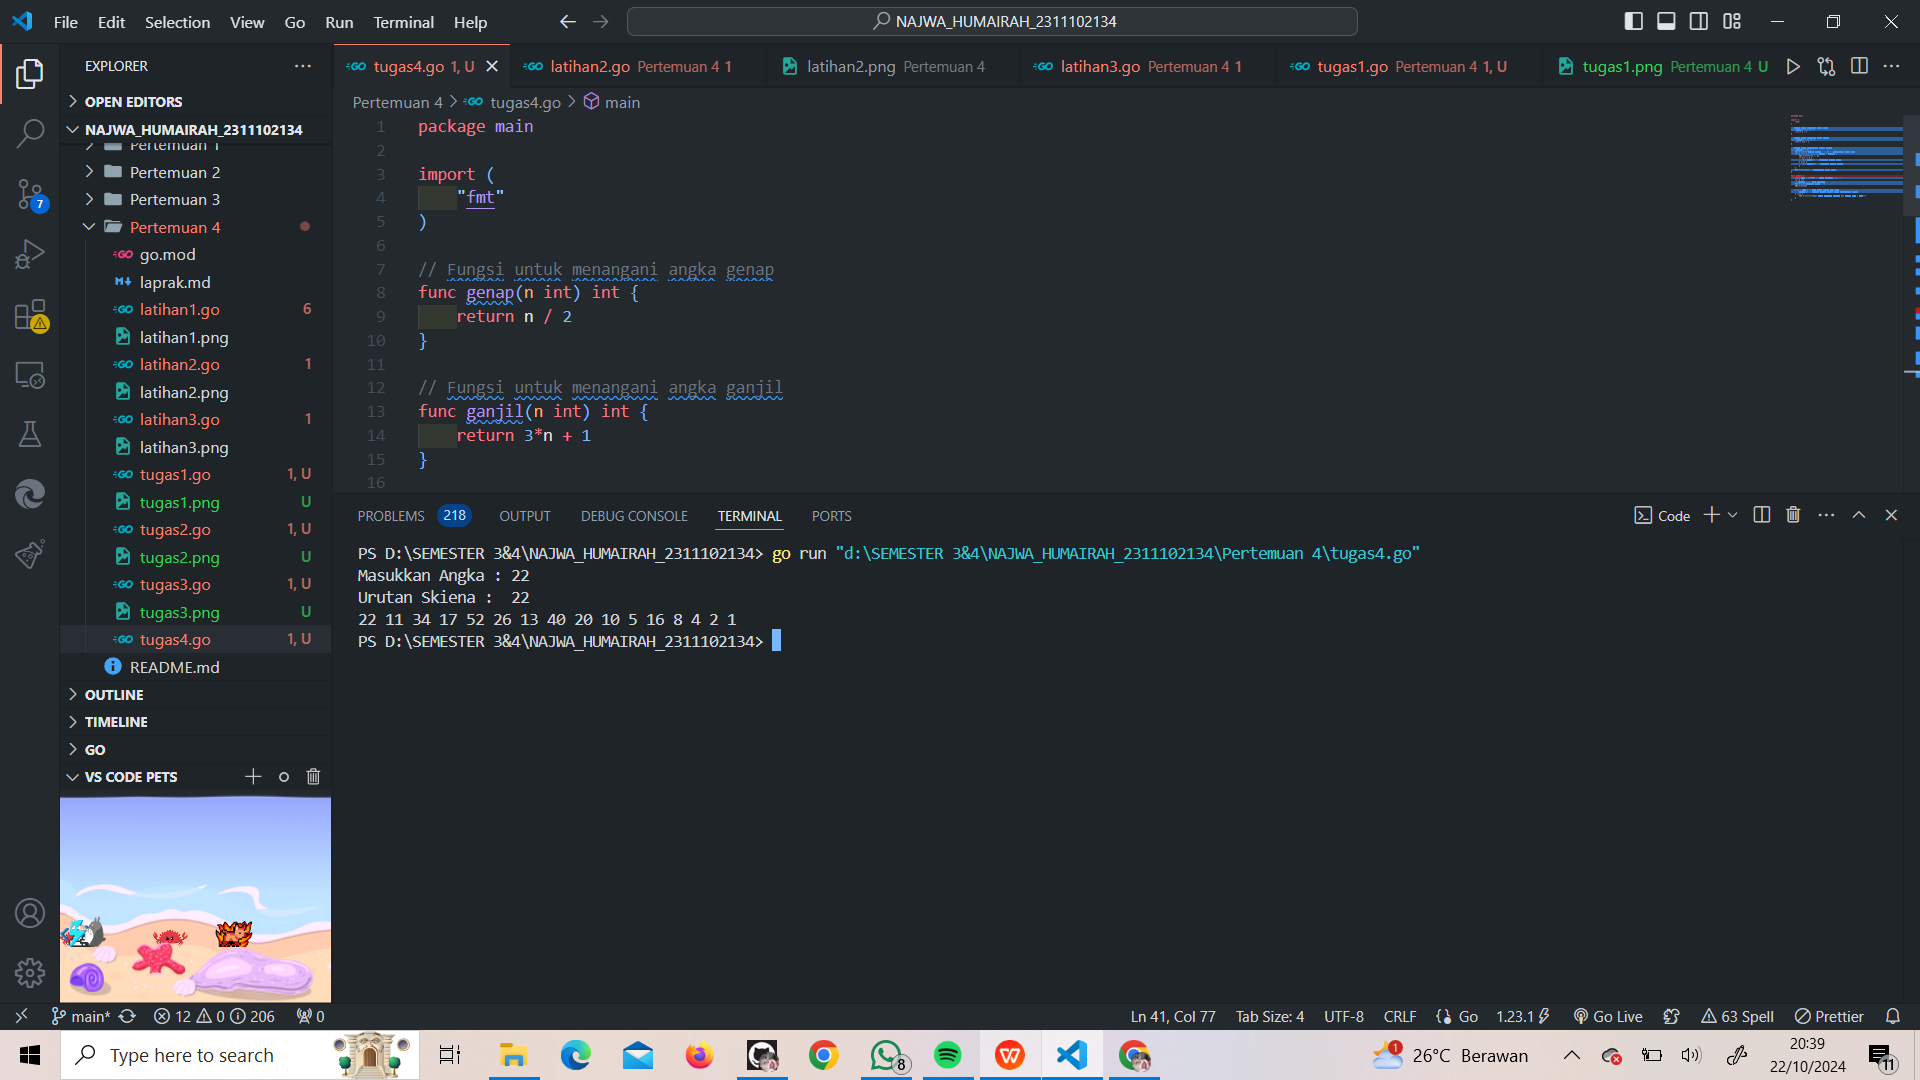 File Edit Selection View Go Run Terminal Help
NAJWA_HUMAIRAH_2311102134
EXPLORER
OPEN EDITORS
NAJWA_HUMAIRAH_2311102134
Pertemuan 1
Pertemuan 2
Pertemuan 3
Pertemuan 4
go.mod
laprak.md
latihan1.go 6
latihan1.png
latihan2.go 1
latihan2.png
latihan3.go 1
latihan3.png
tugas1.go 1, U
tugas1.png U
tugas2.go 1, U
tugas2.png U
tugas3.go 1, U
tugas3.png U
tugas4.go 1, U
README.md
OUTLINE
TIMELINE
GO
VS CODE PETS
7
tugas4.go 1, U
latihan2.go Pertemuan 4 1
latihan2.png Pertemuan 4
latihan3.go Pertemuan 4 1
tugas1.go Pertemuan 4 1, U
tugas1.png Pertemuan 4 U
Pertemuan 4 > tugas4.go > main
1 package main
2
3 import (
4 "fmt"
5 )
6
7 // Fungsi untuk menangani angka genap
8 func genap(n int) int {
9 return n / 2
10 }
11
12 // Fungsi untuk menangani angka ganjil
13 func ganjil(n int) int {
14 return 3*n + 1
15 }
16
PROBLEMS 218 OUTPUT DEBUG CONSOLE TERMINAL PORTS
Code
PS D:\SEMESTER 3&4\NAJWA_HUMAIRAH_2311102134> go run "d:\SEMESTER 3&4\NAJWA_HUMAIRAH_2311102134\Pertemuan 4\tugas4.go"
Masukkan Angka : 22
Urutan Skiena :  22
22 11 34 17 52 26 13 40 20 10 5 16 8 4 2 1
PS D:\SEMESTER 3&4\NAJWA_HUMAIRAH_2311102134>
main* 12 0 206 0
Ln 41, Col 77 Tab Size: 4 UTF-8 CRLF Go 1.23.1 Go Live 63 Spell Prettier
Type here to search
8
1
26°C Berawan
20:39
22/10/2024
11